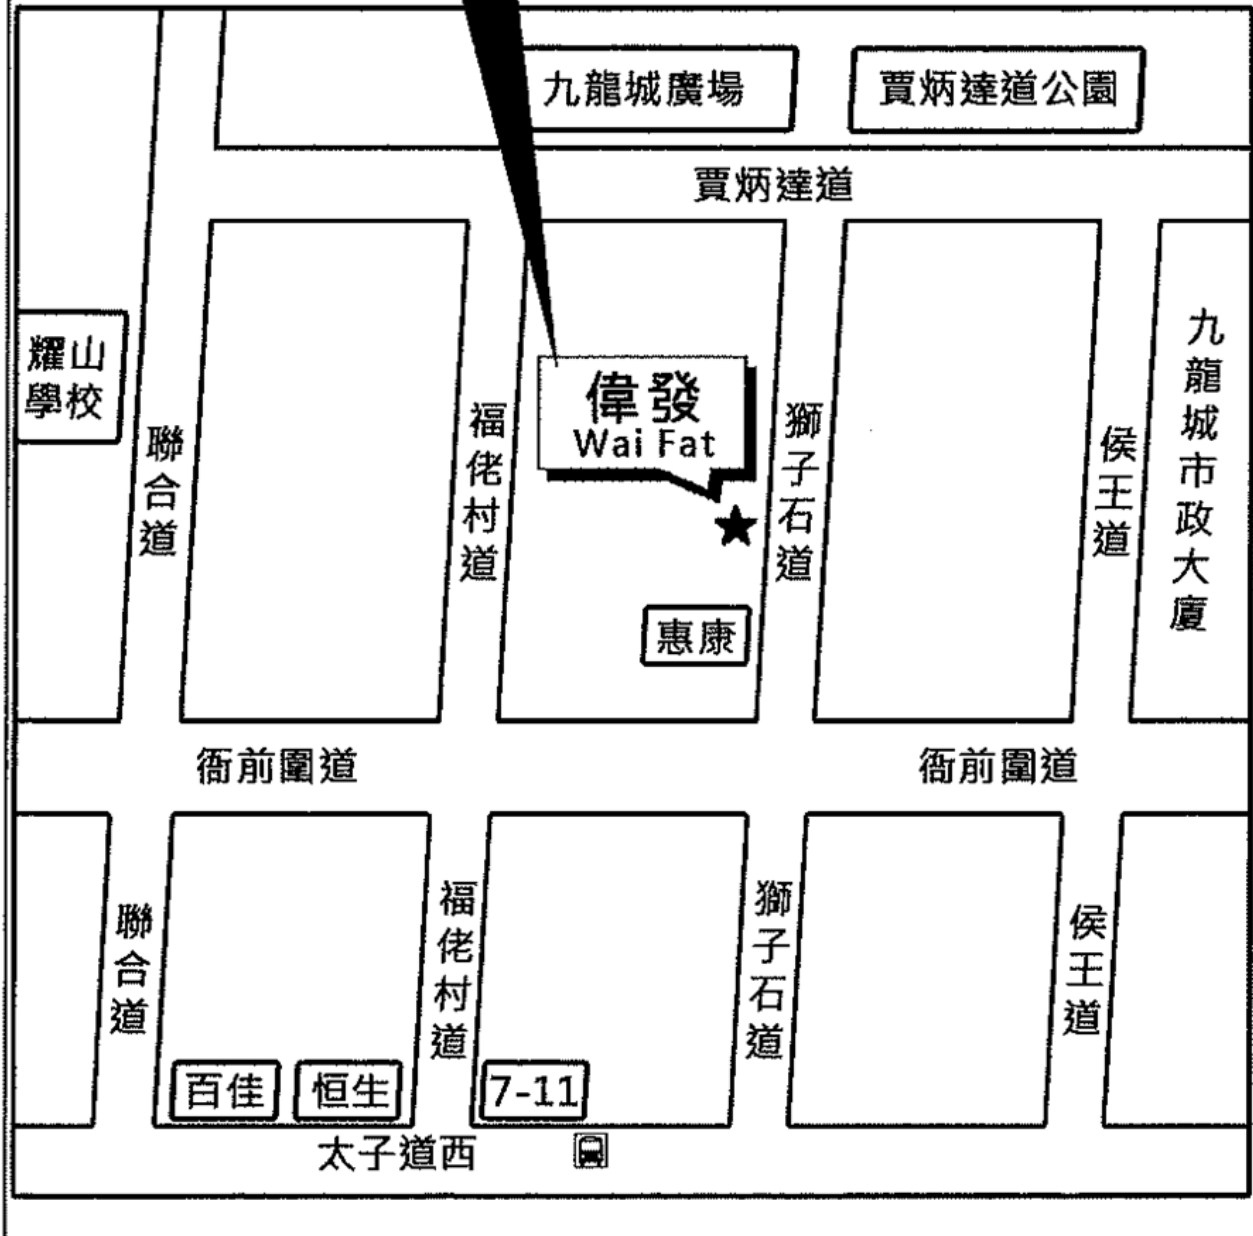 九龍城廣場
賈炳達道公園
賈炳達道
耀山
學校
聯合道
福佬村道
偉發
Wai Fat
獅子石道
侯王道
九龍城市政大廈
惠康
衙前圍道
衙前圍道
聯合道
福佬村道
獅子石道
侯王道
百佳
恒生
7-11
太子道西